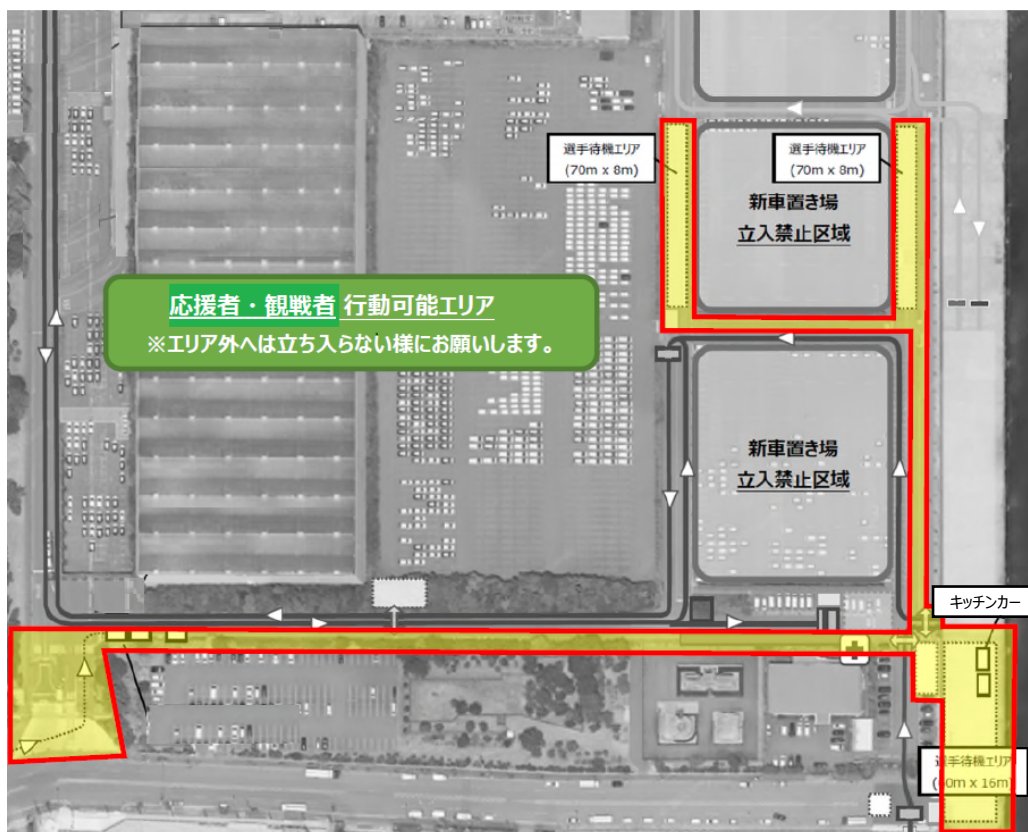 選手待機エリア
(70m x 8m)
選手待機エリア
(70m x 8m)
新車置き場
立入禁止区域
応援者・観戦者 行動可能エリア
※エリア外へは立ち入らない様にお願いします。
新車置き場
立入禁止区域
キッチンカー
選手待機エリア
(60m x 16m)